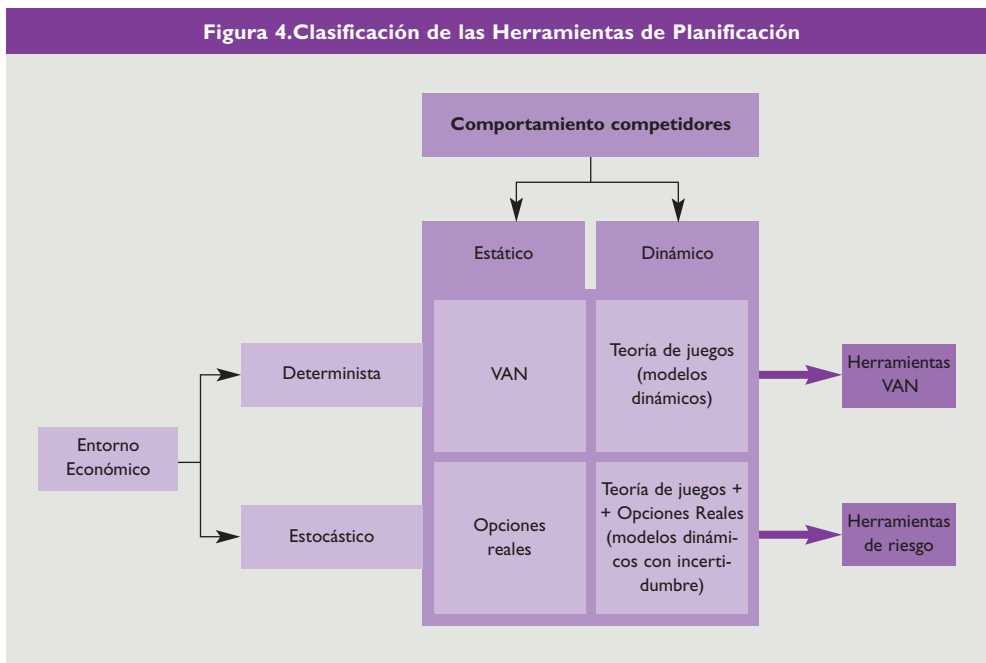 Figura 4.Clasificación de las Herramientas de Planificación
Comportamiento competidores
Estático
Dinámico
Entorno
Económico
Determinista
VAN
Teoría de juegos
(modelos
dinámicos)
Herramientas
VAN
Estocástico
Opciones
reales
Teoría de juegos +
+ Opciones Reales
(modelos dinámi-
cos con incerti-
dumbre)
Herramientas
de riesgo